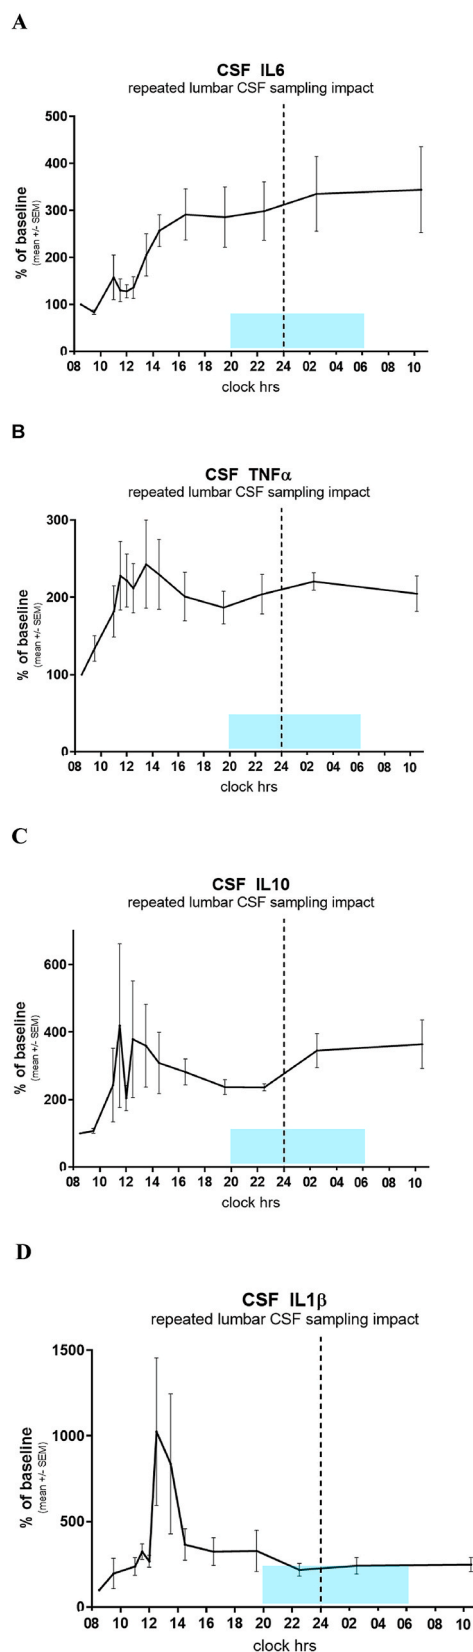 A
CSF IL6
repeated lumbar CSF sampling impact
% of baseline
(mean +/- SEM)
500
400
300
200
100
0
08 10 12 14 16 18 20 22 24 02 04 06 08 10
clock hrs
B
CSF TNFα
repeated lumbar CSF sampling impact
% of baseline
(mean +/- SEM)
300
200
100
0
08 10 12 14 16 18 20 22 24 02 04 06 08 10
clock hrs
C
CSF IL10
repeated lumbar CSF sampling impact
% of baseline
(mean +/- SEM)
600
400
200
0
08 10 12 14 16 18 20 22 24 02 04 06 08 10
clock hrs
D
CSF IL1β
repeated lumbar CSF sampling impact
% of baseline
(mean +/- SEM)
1500
1000
500
0
08 10 12 14 16 18 20 22 24 02 04 06 08 10
clock hrs